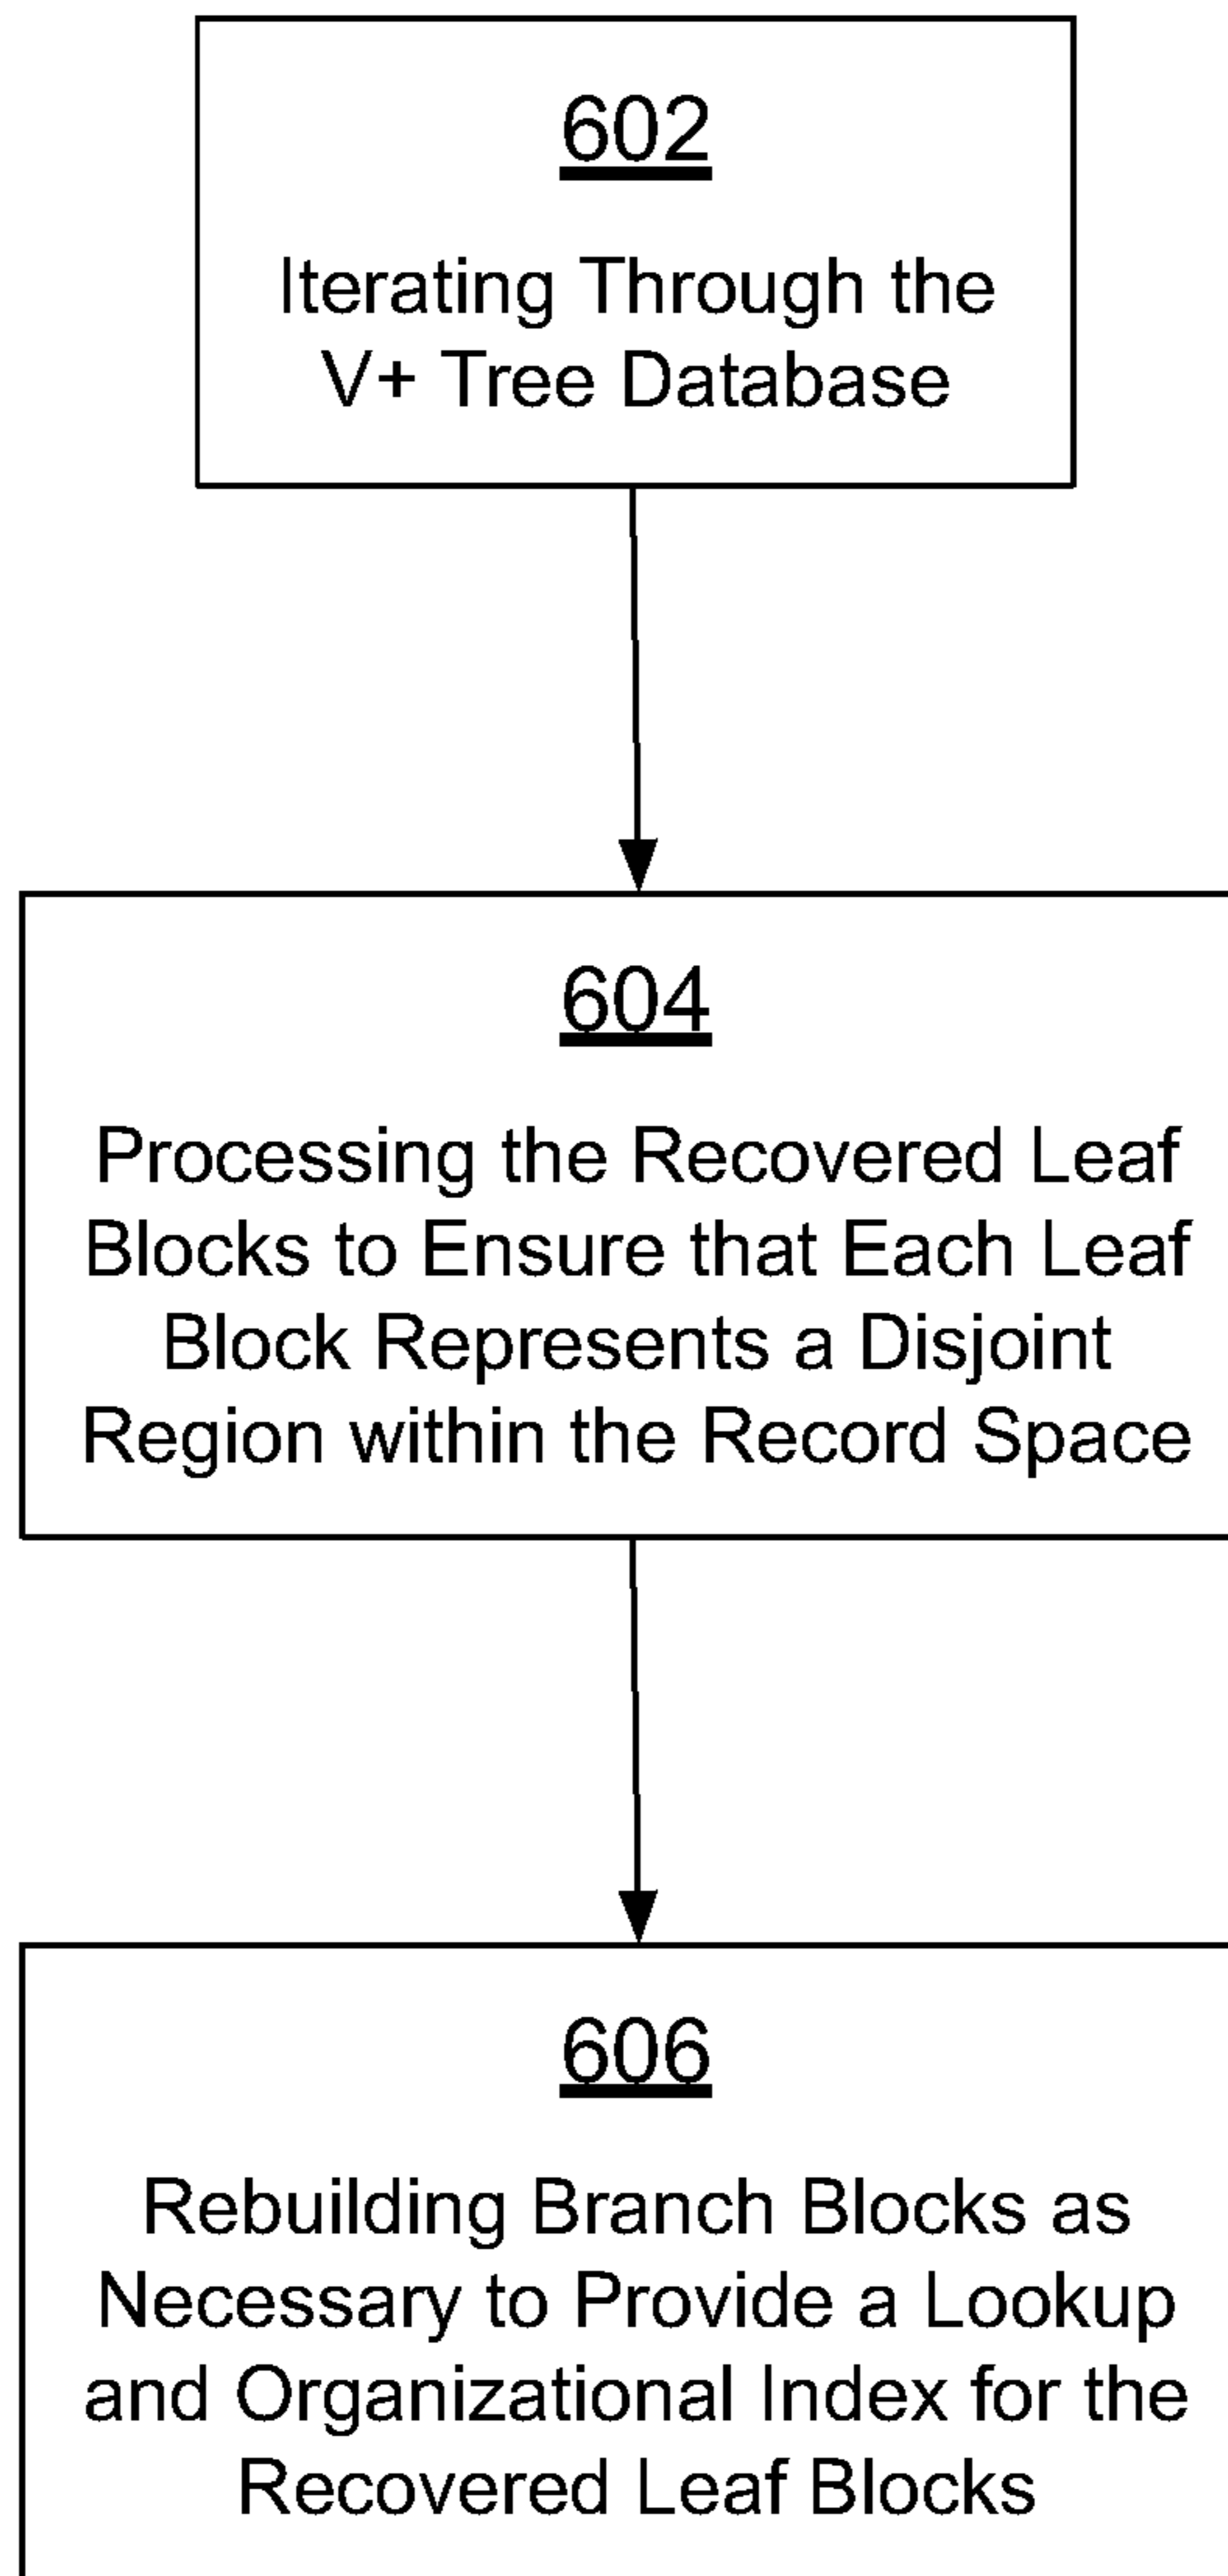 602
Iterating Through the
V+ Tree Database
604
Processing the Recovered Leaf
Blocks to Ensure that Each Leaf
Block Represents a Disjoint
Region within the Record Space
606
Rebuilding Branch Blocks as
Necessary to Provide a Lookup
and Organizational Index for the
Recovered Leaf Blocks